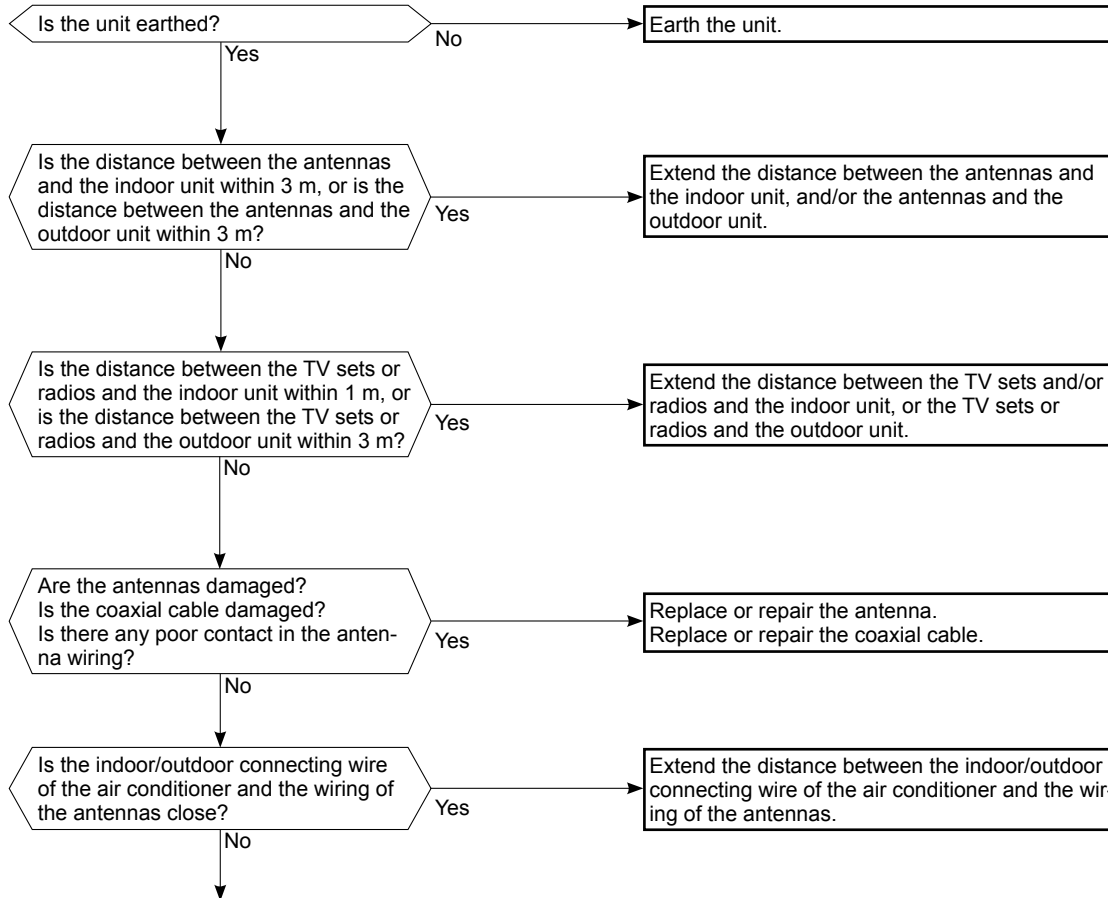 Is the unit earthed?
No
Earth the unit.
Yes
Is the distance between the antennas
and the indoor unit within 3 m, or is the
distance between the antennas and the
outdoor unit within 3 m?
Yes
Extend the distance between the antennas and
the indoor unit, and/or the antennas and the
outdoor unit.
No
Is the distance between the TV sets or
radios and the indoor unit within 1 m, or
is the distance between the TV sets or
radios and the outdoor unit within 3 m?
Yes
Extend the distance between the TV sets and/or
radios and the indoor unit, or the TV sets or
radios and the outdoor unit.
No
Are the antennas damaged?
Is the coaxial cable damaged?
Is there any poor contact in the anten-
na wiring?
Yes
Replace or repair the antenna.
Replace or repair the coaxial cable.
No
Is the indoor/outdoor connecting wire
of the air conditioner and the wiring of
the antennas close?
Yes
Extend the distance between the indoor/outdoor
connecting wire of the air conditioner and the wir-
ing of the antennas.
No